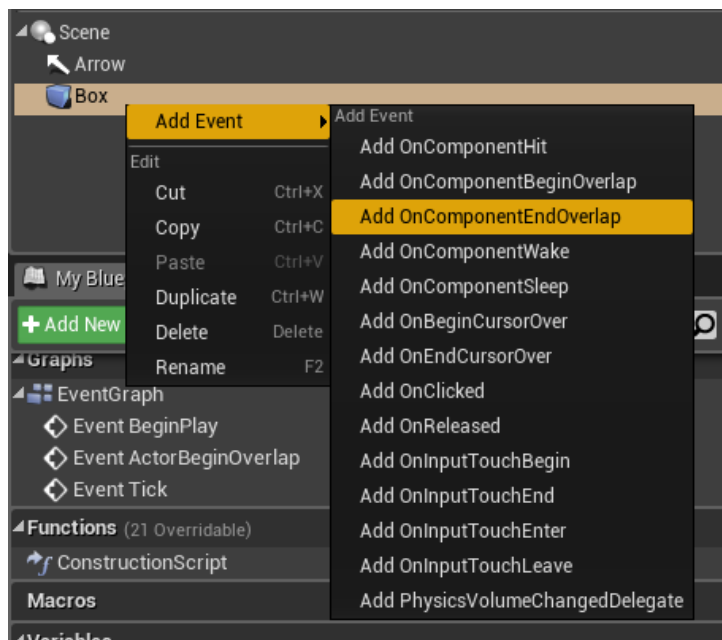 Scene
Arrow
Box
Add Event
Edit
Cut Ctrl+X
Copy Ctrl+C
Paste Ctrl+V
Duplicate Ctrl+W
Delete Delete
Rename F2
Add Event
Add OnComponentHit
Add OnComponentBeginOverlap
Add OnComponentEndOverlap
Add OnComponentWake
Add OnComponentSleep
Add OnBeginCursorOver
Add OnEndCursorOver
Add OnClicked
Add OnReleased
Add OnInputTouchBegin
Add OnInputTouchEnd
Add OnInputTouchEnter
Add OnInputTouchLeave
Add PhysicsVolumeChangedDelegate
My Blue
+ Add New
Graphs
EventGraph
Event BeginPlay
Event ActorBeginOverlap
Event Tick
Functions (21 Overridable)
ConstructionScript
Macros
Variables